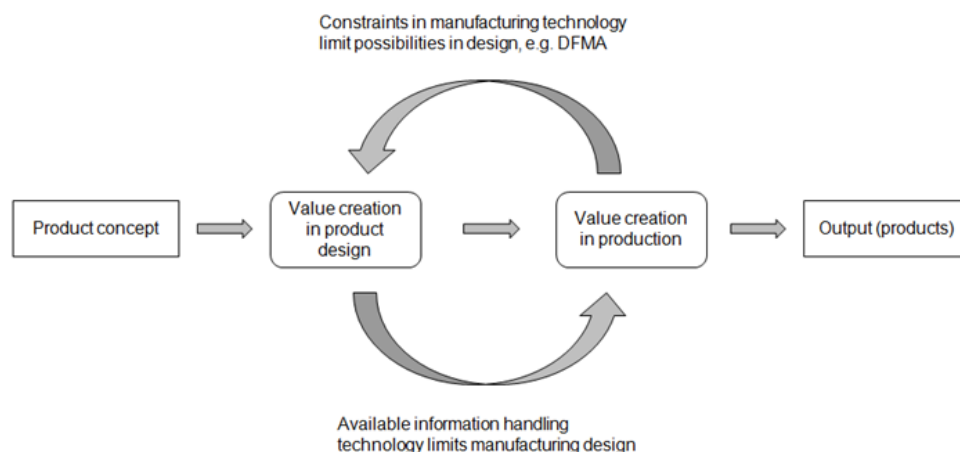 Constraints in manufacturing technology
limit possibilities in design, e.g. DFMA
Product concept
Value creation
in product
design
Value creation
in production
Output (products)
Available information handling
technology limits manufacturing design